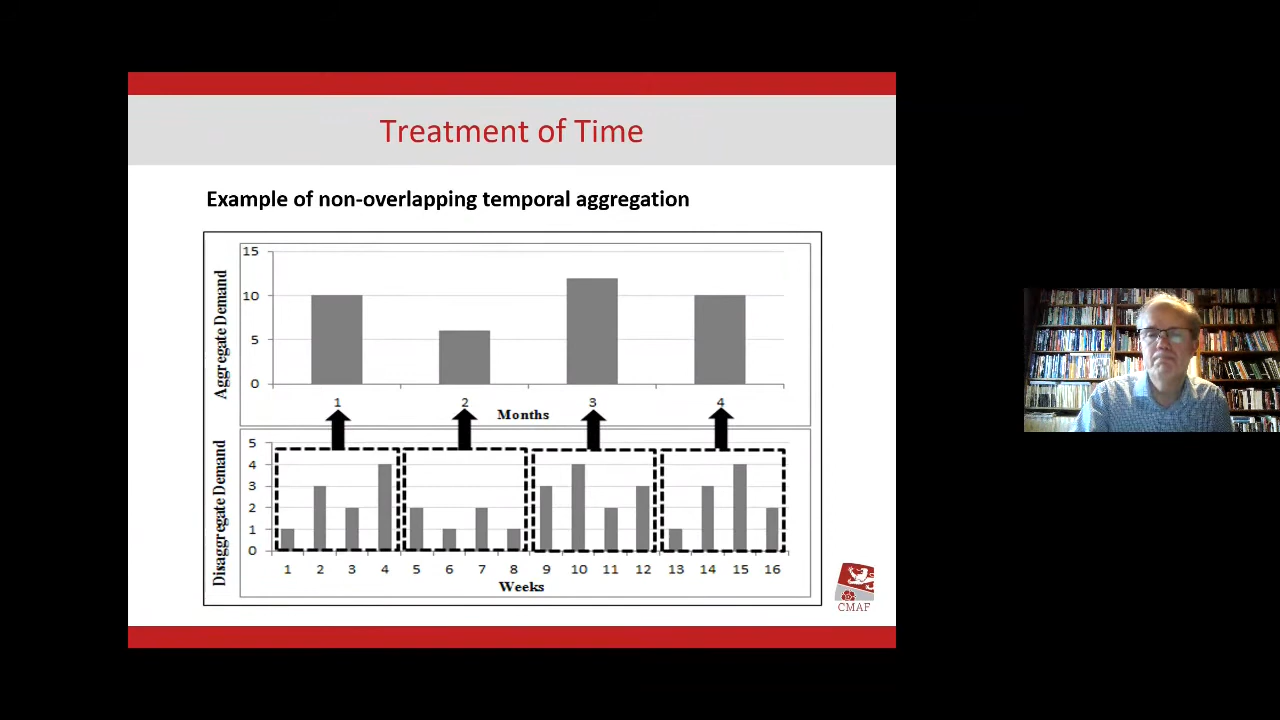 Treatment of Time
Example of non-overlapping temporal aggregation
Aggregate Demand
15
10
5
0
1 2 3 4
Months
Disaggregate Demand
5
4
3
2
1
0
1 2 3 4 5 6 7 8 9 10 11 12 13 14 15 16
Weeks
CMAF